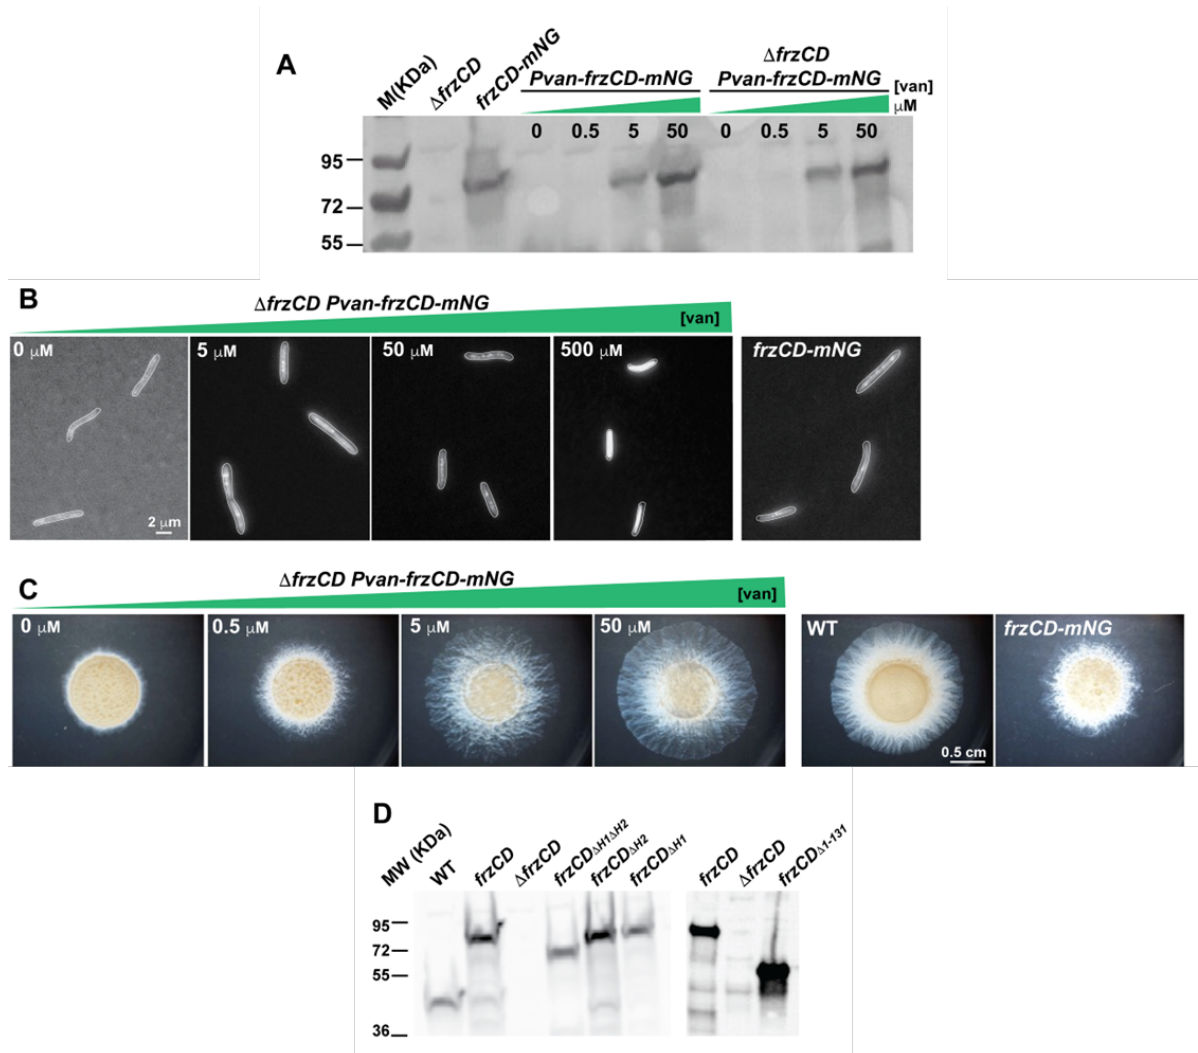 A
M(KDa)
ΔfrzCD
frzCD-mNG
Pvan-frzCD-mNG
ΔfrzCD
Pvan-frzCD-mNG
[van]
μM
0 0.5 5 50 0 0.5 5 50
95
72
55
B
ΔfrzCD Pvan-frzCD-mNG
[van]
0 μM 5 μM 50 μM 500 μM frzCD-mNG
2 μm
C
ΔfrzCD Pvan-frzCD-mNG
[van]
0 μM 0.5 μM 5 μM 50 μM WT frzCD-mNG
0.5 cm
D
MW (KDa)
WT
frzCD
ΔfrzCD
frzCDΔH1ΔH2
frzCDΔH2
frzCDΔH1
frzCD
ΔfrzCD
frzCDΔ1-131
95
72
55
36